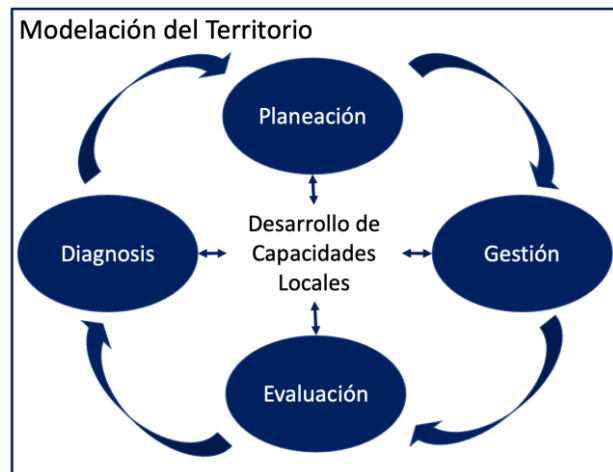 Modelación del Territorio
Planeación
Diagnosis
Desarrollo de
Capacidades
Locales
Gestión
Evaluación